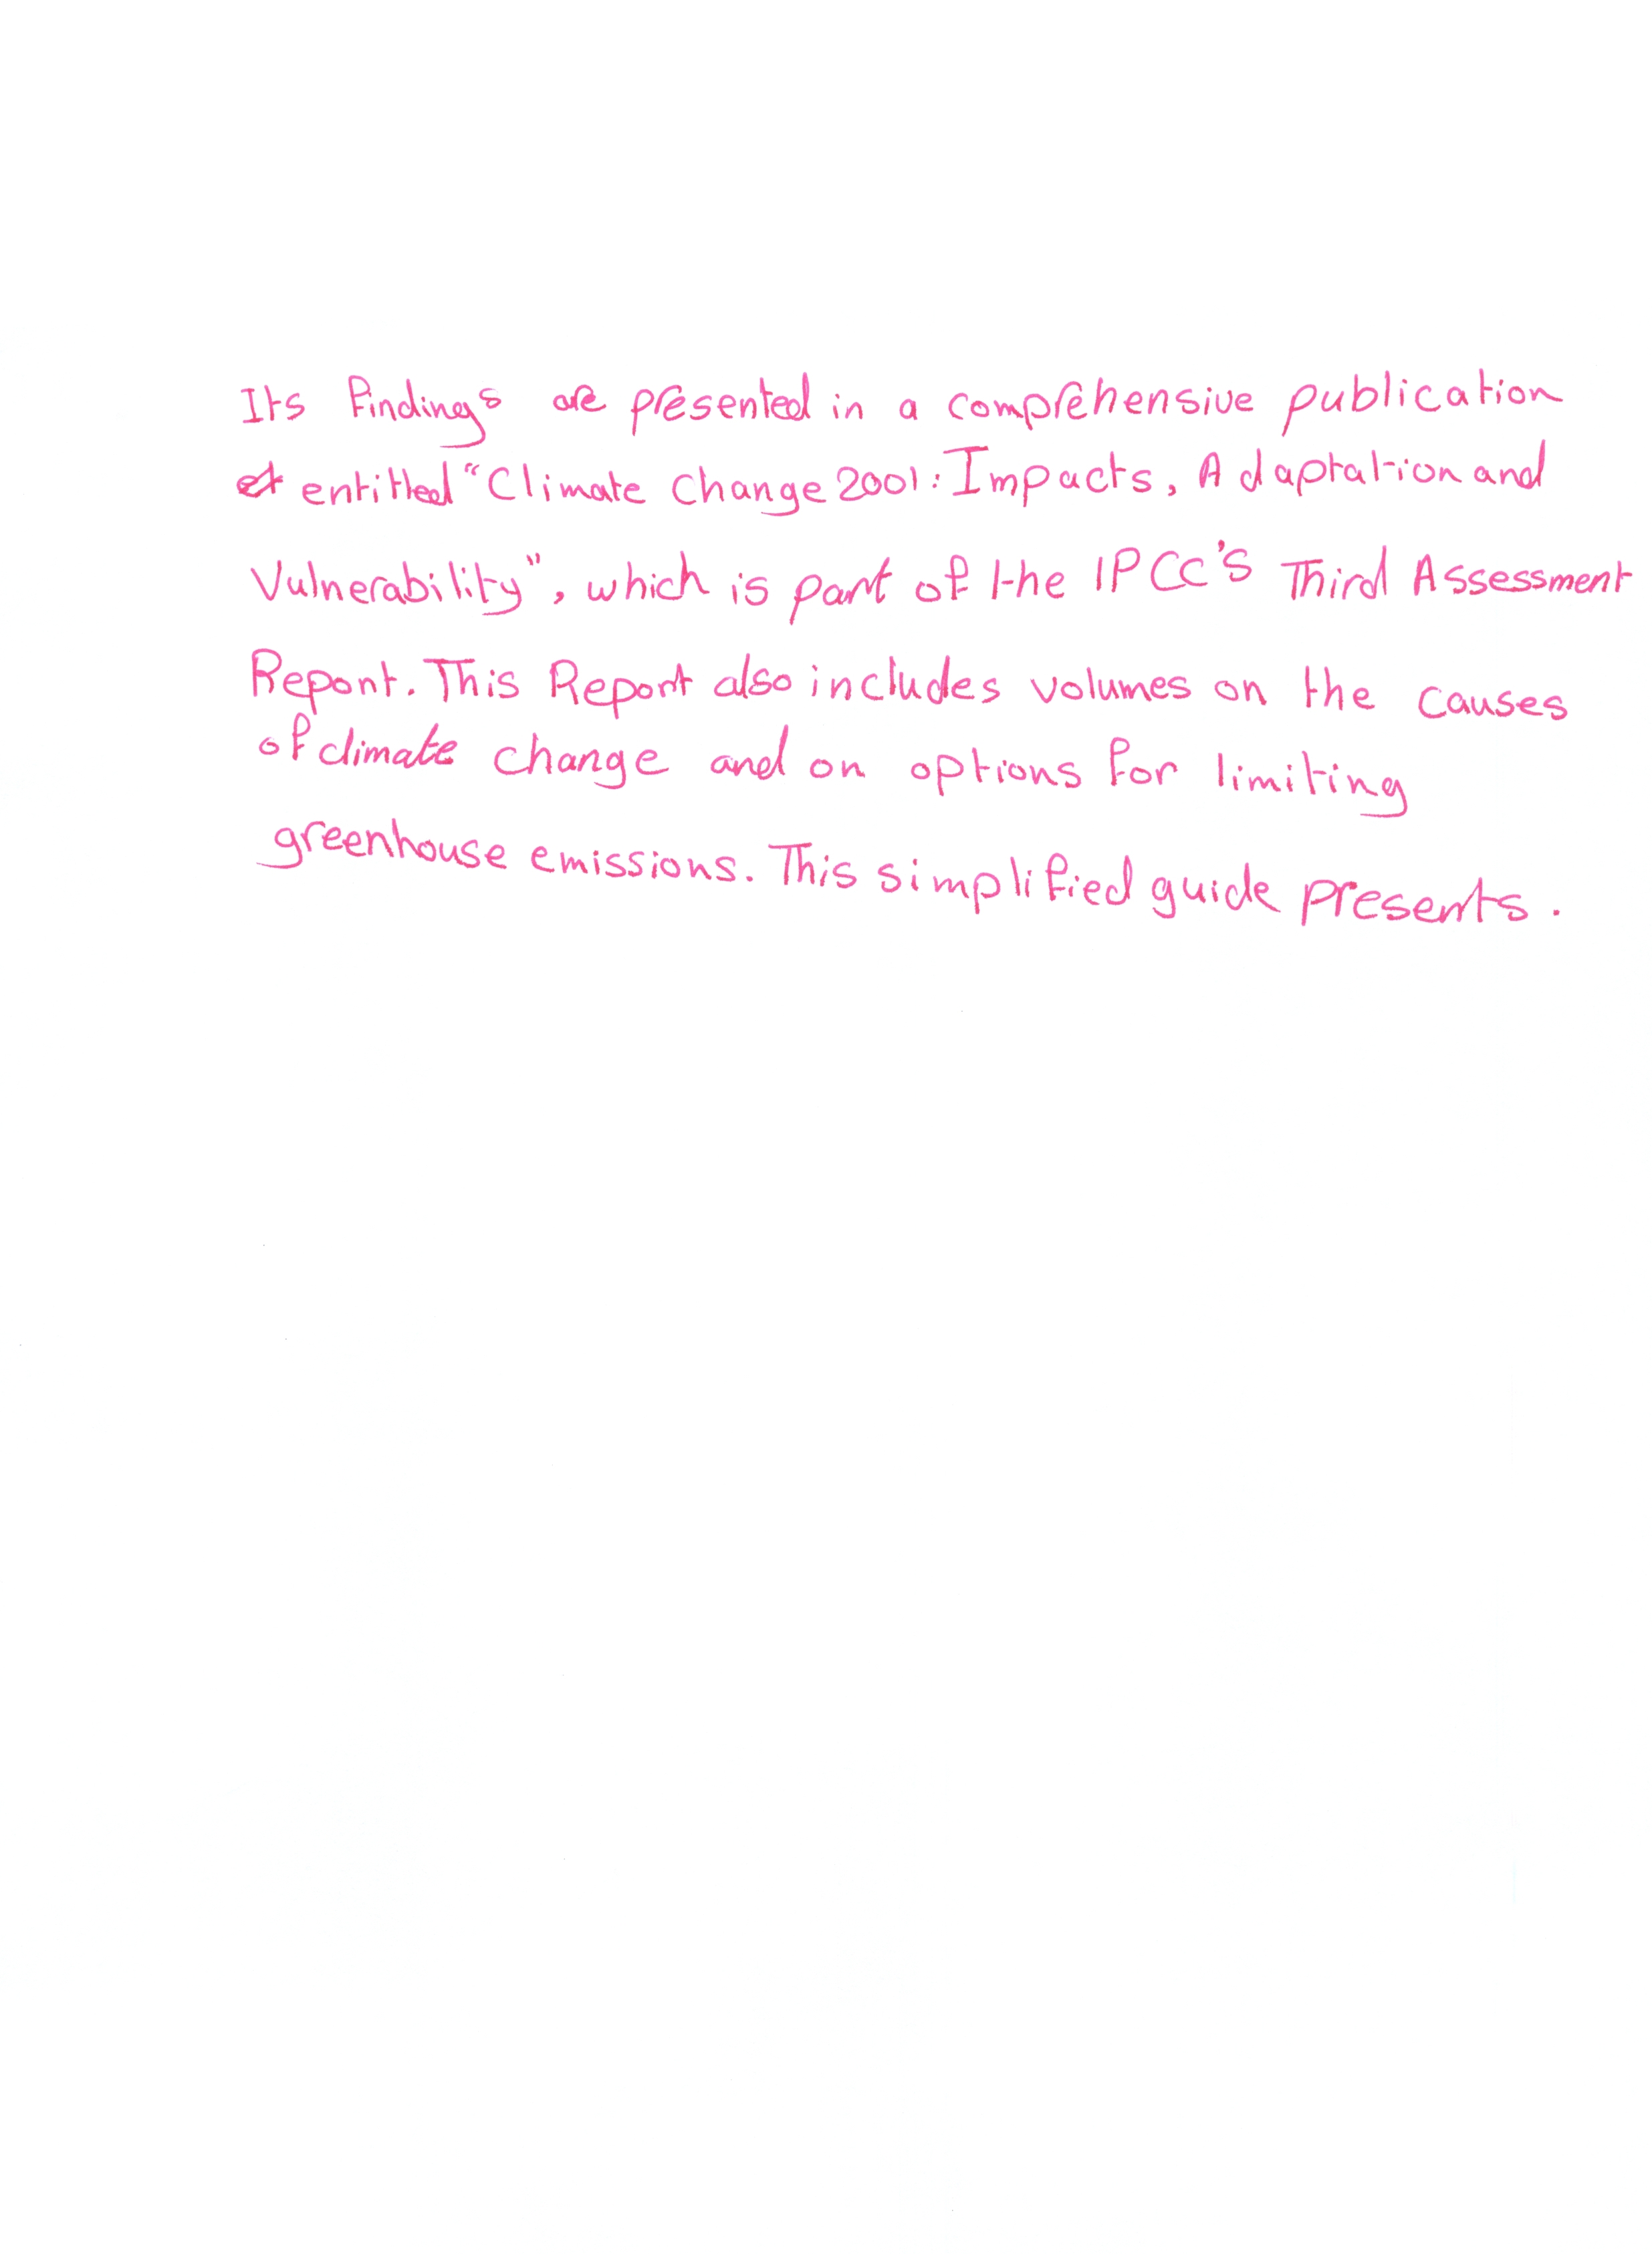 Its findings are presented in a comprehensive publication
entitled "Climate Change 2001: Impacts, Adaptation and
Vulnerability", which is part of the IPCC's Third Assessment
Report. This Report also includes volumes on the causes
of climate change and on options for limiting
greenhouse emissions. This simplified guide presents.